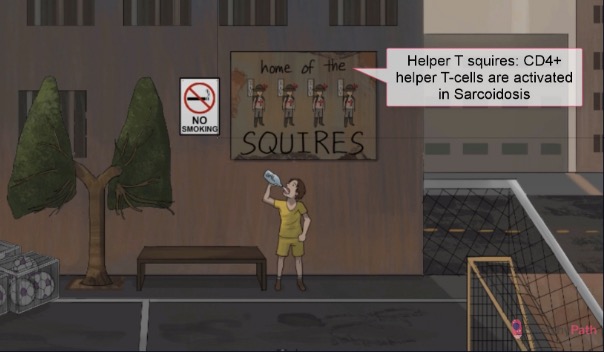 home of the
SQUIRES
NO
SMOKING
Helper T squires: CD4+
helper T-cells are activated
in Sarcoidosis
Path